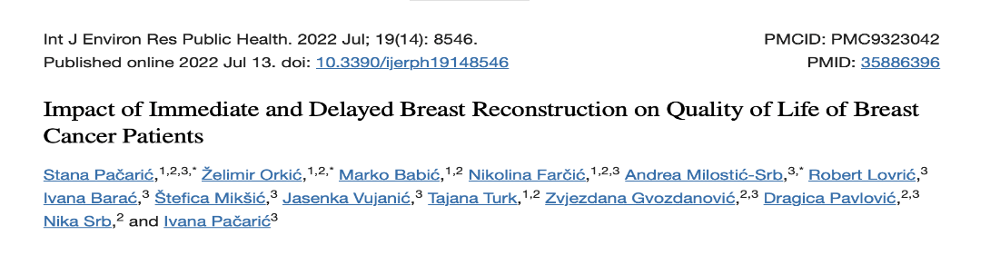 Int J Environ Res Public Health. 2022 Jul; 19(14): 8546.
PMCID: PMC9323042
Published online 2022 Jul 13. doi: 10.3390/ijerph19148546
PMID: 35886396
Impact of Immediate and Delayed Breast Reconstruction on Quality of Life of Breast
Cancer Patients
Stana Pačarić,1,2,3,* Želimir Orkić,1,2,* Marko Babić,1,2 Nikolina Farčić,1,2,3 Andrea Milostić-Srb,3,* Robert Lovrić,3
Ivana Barać,3 Štefica Mikšić,3 Jasenka Vujanić,3 Tajana Turk,1,2 Zvjezdana Gvozdanović,2,3 Dragica Pavlović,2,3
Nika Srb,2 and Ivana Pačarić3